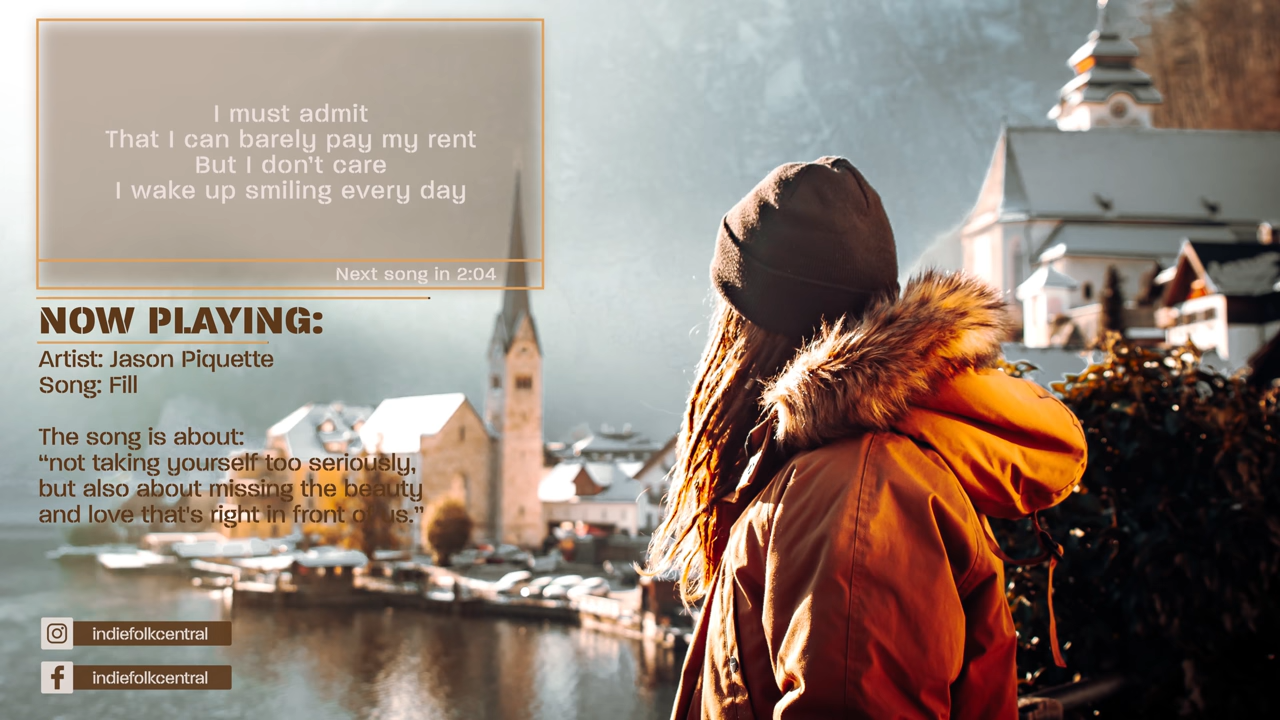 I must admit
That I can barely pay my rent
But I don't care
I wake up smiling every day
Next song in 2:04
NOW PLAYING:
Artist: Jason Piquette
Song: Fill
The song is about:
“not taking yourself too seriously,
but also about missing the beauty
and love that's right in front of us.”
indiefolkcentral
indiefolkcentral